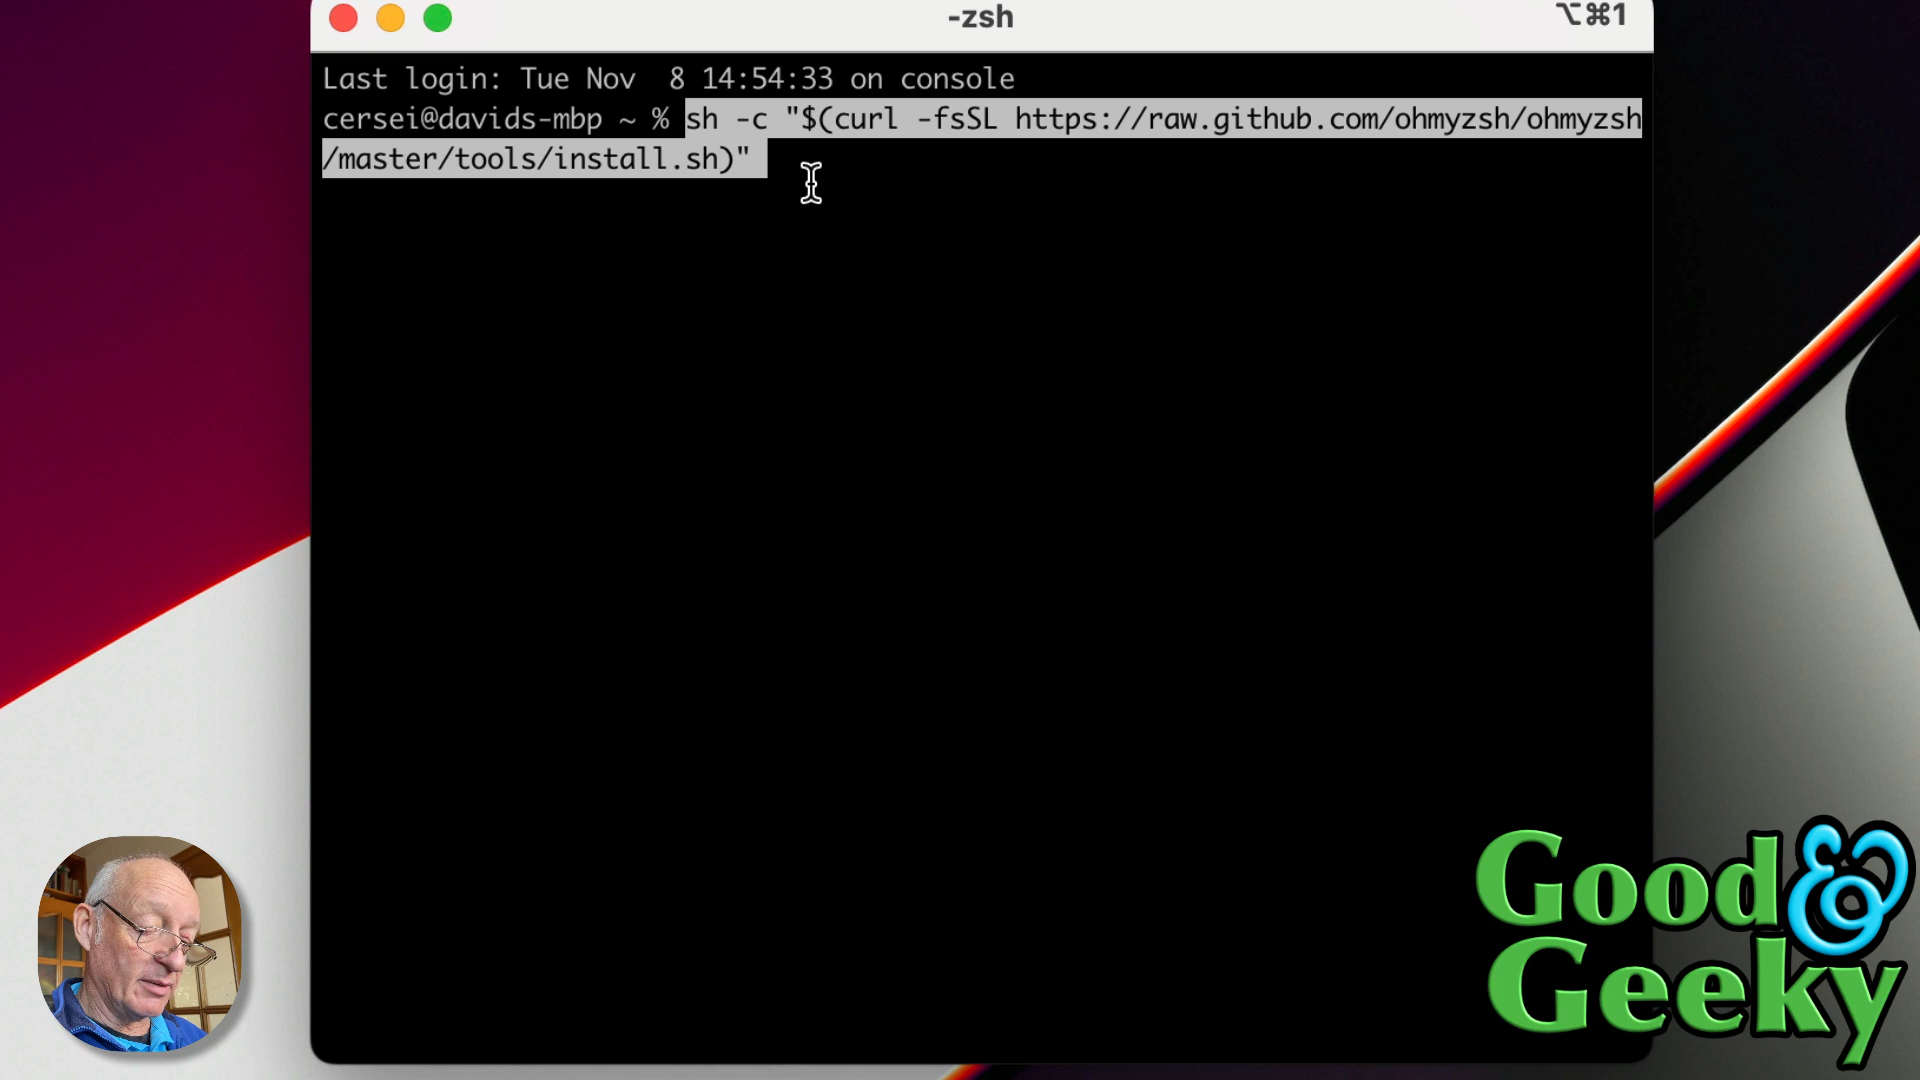 -zsh
⌥⌘1
Last login: Tue Nov  8 14:54:33 on console
cersei@davids-mbp ~ % sh -c "$(curl -fsSL https://raw.github.com/ohmyzsh/ohmyzsh
/master/tools/install.sh)"
Good &
Geeky